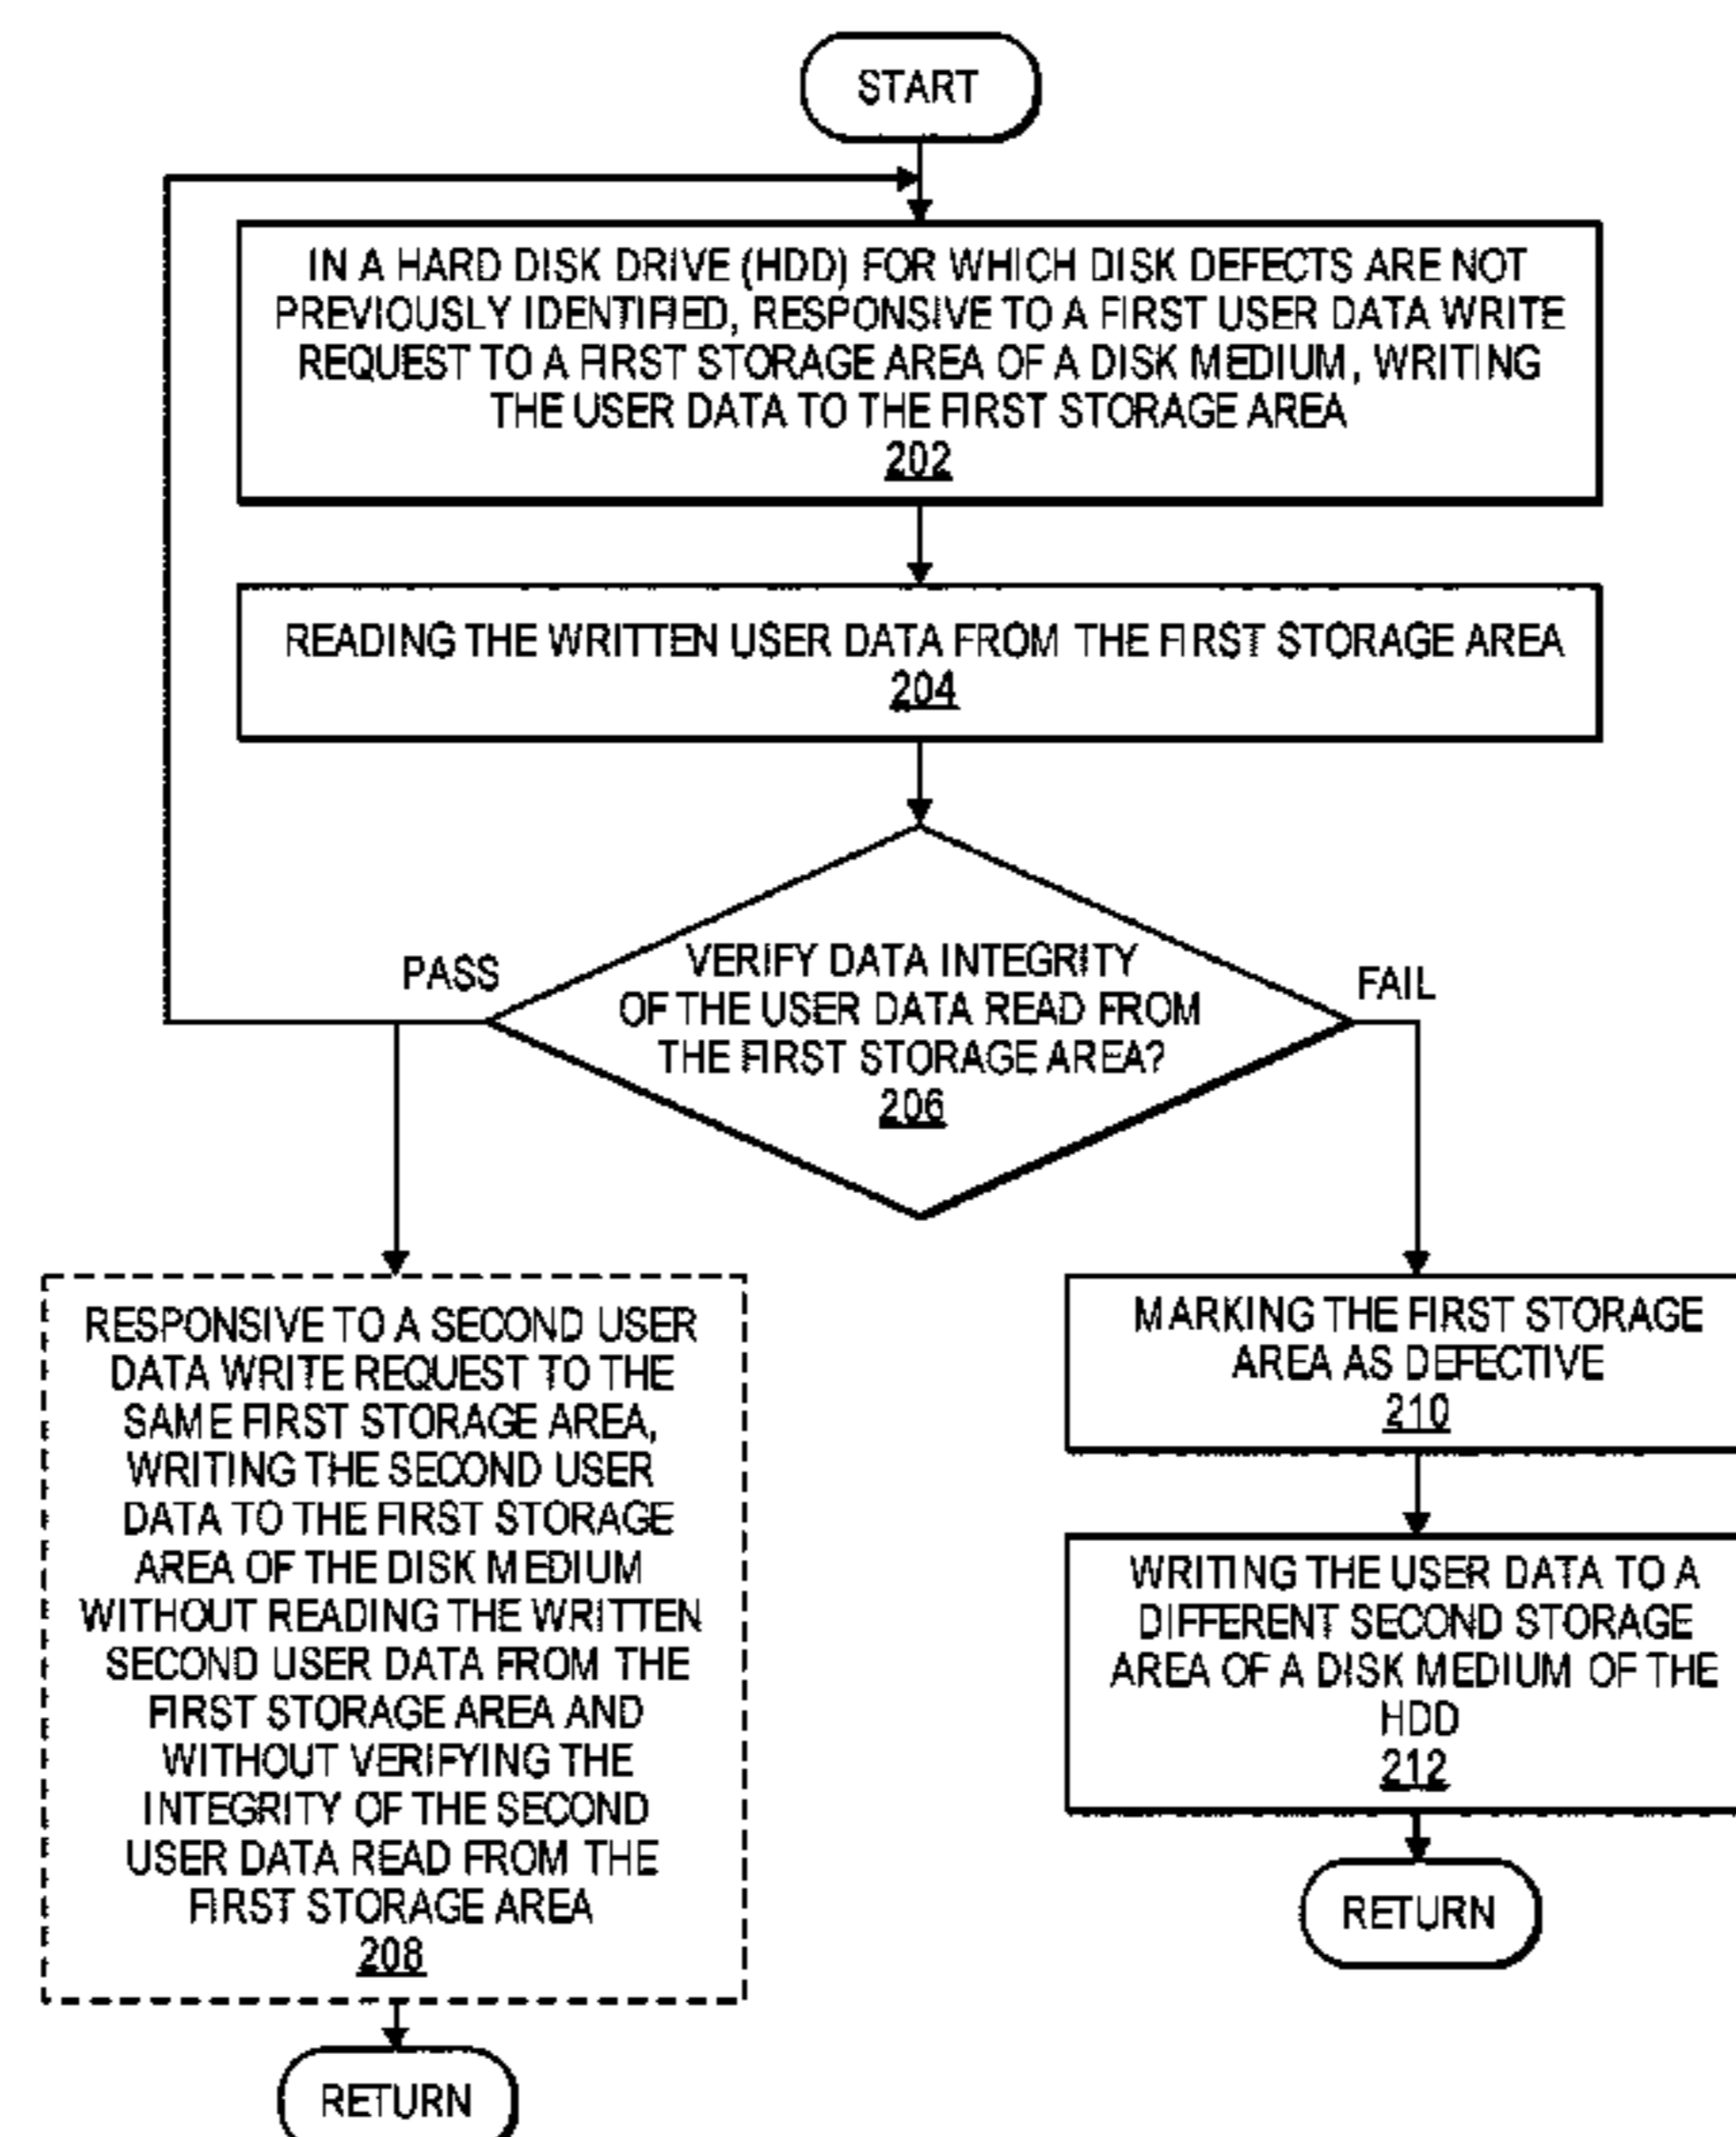 START
IN A HARD DISK DRIVE (HDD) FOR WHICH DISK DEFECTS ARE NOT
PREVIOUSLY IDENTIFIED, RESPONSIVE TO A FIRST USER DATA WRITE
REQUEST TO A FIRST STORAGE AREA OF A DISK MEDIUM, WRITING
THE USER DATA TO THE FIRST STORAGE AREA
202
READING THE WRITTEN USER DATA FROM THE FIRST STORAGE AREA
204
VERIFY DATA INTEGRITY
OF THE USER DATA READ FROM
THE FIRST STORAGE AREA?
206
PASS
FAIL
RESPONSIVE TO A SECOND USER
DATA WRITE REQUEST TO THE
SAME FIRST STORAGE AREA,
WRITING THE SECOND USER
DATA TO THE FIRST STORAGE
AREA OF THE DISK MEDIUM
WITHOUT READING THE WRITTEN
SECOND USER DATA FROM THE
FIRST STORAGE AREA AND
WITHOUT VERIFYING THE
INTEGRITY OF THE SECOND
USER DATA READ FROM THE
FIRST STORAGE AREA
208
RETURN
MARKING THE FIRST STORAGE
AREA AS DEFECTIVE
210
WRITING THE USER DATA TO A
DIFFERENT SECOND STORAGE
AREA OF A DISK MEDIUM OF THE
HDD
212
RETURN